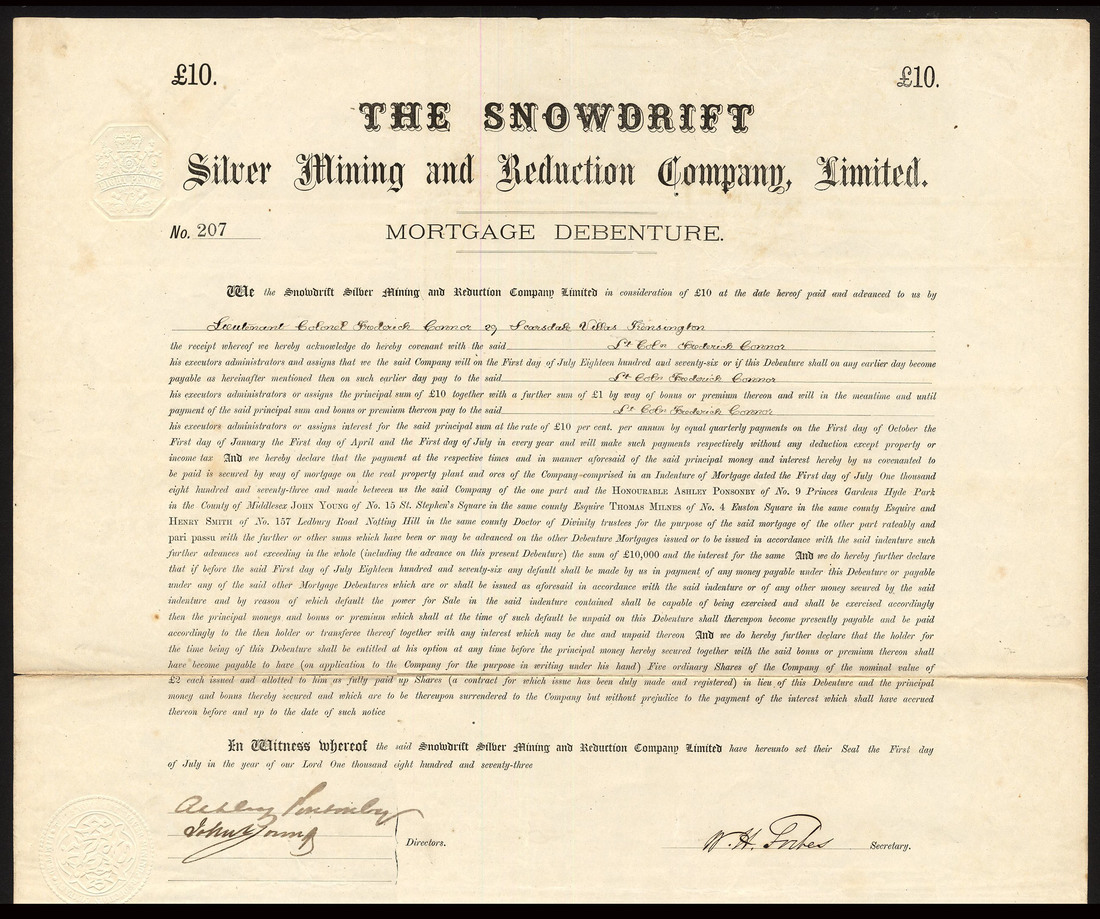 £10. £10.
THE SNOWDRIFT
Silver Mining and Reduction Company, Limited.
No. 207
MORTGAGE DEBENTURE.
We the Snowdrift Silver Mining and Reduction Company Limited in consideration of £10 at the date hereof paid and advanced to us by
Lieutenant Colonel Frederick Connor 29 Scarsdale Villas Kensington
the receipt whereof we hereby acknowledge do hereby covenant with the said Lt Coln Frederick Connor
his executors administrators and assigns that we the said Company will on the First day of July Eighteen hundred and seventy-six or if this Debenture shall on any earlier day become
payable as hereinafter mentioned then on such earlier day pay to the said Lt Coln Frederick Connor
his executors administrators or assigns the principal sum of £10 together with a further sum of £1 by way of bonus or premium thereon and will in the meantime and until
payment of the said principal sum and bonus or premium thereon pay to the said Lt Coln Frederick Connor
his executors administrators or assigns interest for the said principal sum at the rate of £10 per cent. per annum by equal quarterly payments on the First day of October the
First day of January the First day of April and the First day of July in every year and will make such payments respectively without any deduction except property or
income tax And we hereby declare that the payment at the respective times and in manner aforesaid of the said principal money and interest hereby by us covenanted to
be paid is secured by way of mortgage on the real property plant and ores of the Company comprised in an Indenture of Mortgage dated the First day of July One thousand
eight hundred and seventy-three and made between us the said Company of the one part and the HONOURABLE ASHLEY PONSONBY of No. 9 Princes Gardens Hyde Park
in the County of Middlesex JOHN YOUNG of No. 15 St. Stephen's Square in the same county Esquire THOMAS MILNES of No. 4 Euston Square in the same county Esquire and
HENRY SMITH of No. 157 Ledbury Road Notting Hill in the same county Doctor of Divinity trustees for the purpose of the said mortgage of the other part rateably and
pari passu with the further or other sums which have been or may be advanced on the other Debenture Mortgages issued or to be issued in accordance with the said indenture such
further advances not exceeding in the whole (including the advance on this present Debenture) the sum of £10,000 and the interest for the same And we do hereby further declare
that if before the said First day of July Eighteen hundred and seventy-six any default shall be made by us in payment of any money payable under this Debenture or payable
under any of the said other Mortgage Debentures which are or shall be issued as aforesaid in accordance with the said indenture or of any other money secured by the said
indenture and by reason of which default the power for Sale in the said indenture contained shall be capable of being exercised and shall be exercised accordingly
then the principal moneys and bonus or premium which shall at the time of such default be unpaid on this Debenture shall thereupon become presently payable and be paid
accordingly to the then holder or transferee thereof together with any interest which may be due and unpaid thereon And we do hereby further declare that the holder for
the time being of this Debenture shall be entitled at his option at any time before the principal money hereby secured together with the said bonus or premium thereon shall
have become payable to have (on application to the Company for the purpose in writing under his hand) Five ordinary Shares of the Company of the nominal value of
£2 each issued and allotted to him as fully paid up Shares (a contract for which issue has been duly made and registered) in lieu of this Debenture and the principal
money and bonus thereby secured and which are to be thereupon surrendered to the Company but without prejudice to the payment of the interest which shall have accrued
thereon before and up to the date of such notice
In Witness whereof the said Snowdrift Silver Mining and Reduction Company Limited have hereunto set their Seal the First day
of July in the year of our Lord One thousand eight hundred and seventy-three
Ashley Ponsonby
John Young
Directors.
W. H. Forbes Secretary.